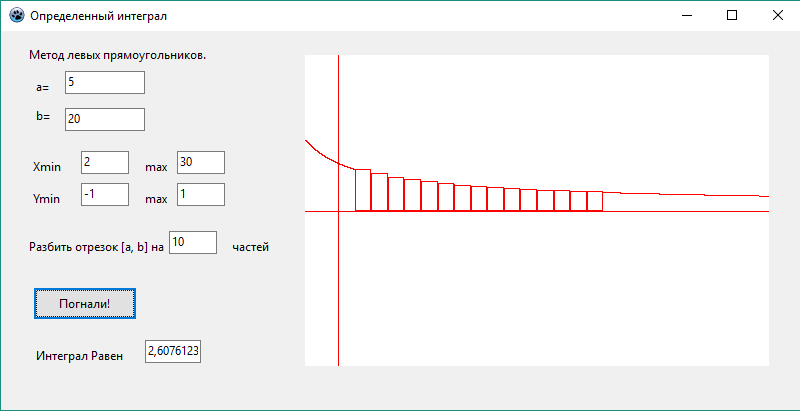 Определенный интеграл
Метод левых прямоугольников.
a= 5
b= 20
Xmin 2 max 30
Ymin -1 max 1
Разбить отрезок [a, b] на 10 частей
Погнали!
Интеграл Равен 2,6076123